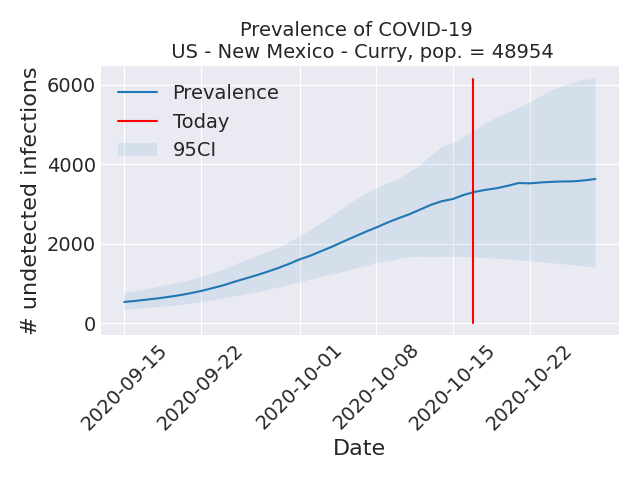 Prevalence of COVID-19
US - New Mexico - Curry, pop. = 48954
# undetected infections
6000
4000
2000
0
Prevalence
Today
95CI
2020-09-15
2020-09-22
2020-10-01
2020-10-08
2020-10-15
2020-10-22
Date